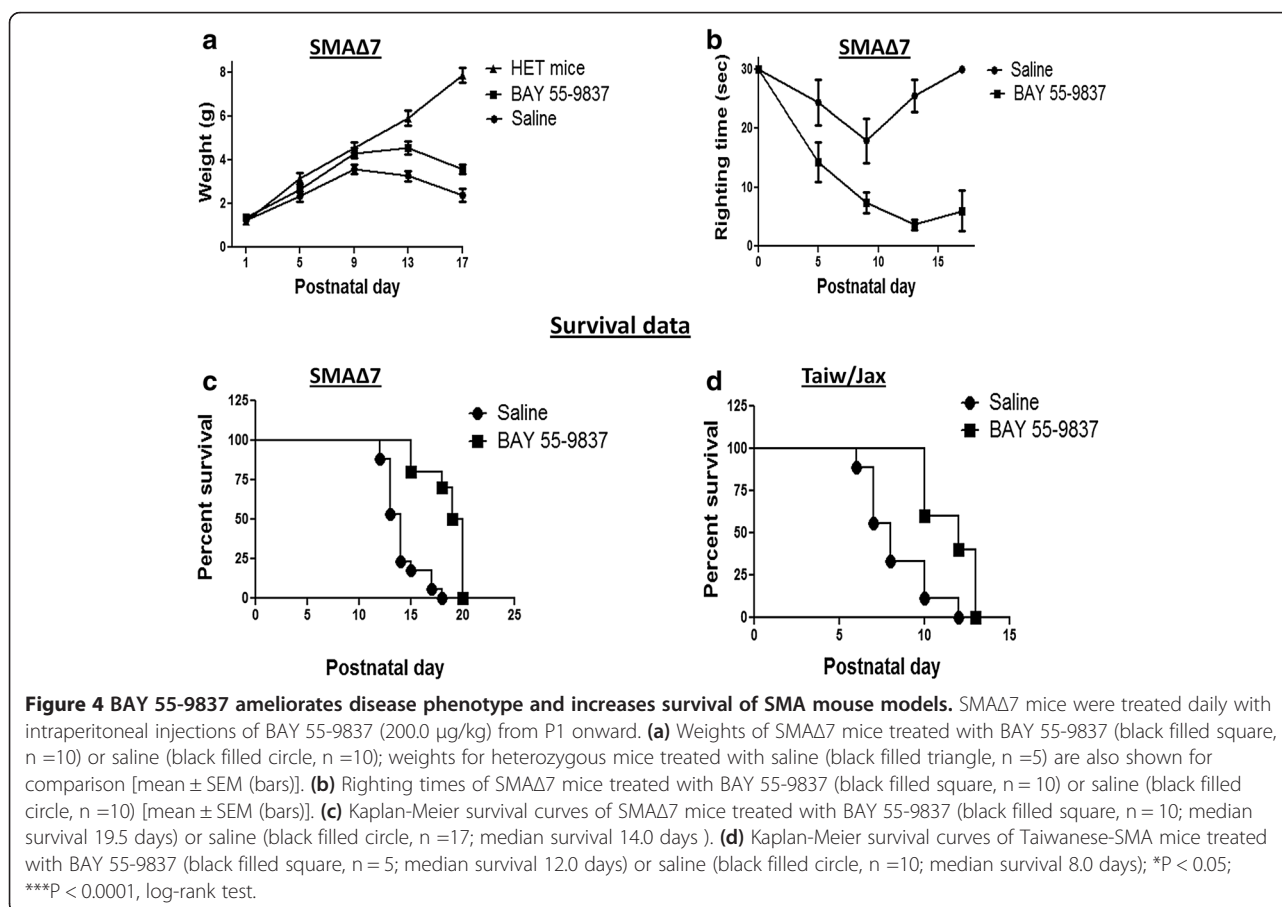 a
SMAΔ7
HET mice
BAY 55-9837
Saline
Weight (g)
8
6
4
2
0
1 5 9 13 17
Postnatal day
b
SMAΔ7
Saline
BAY 55-9837
Righting time (sec)
30
20
10
0
0 5 10 15
Postnatal day
Survival data
c
SMAΔ7
Saline
BAY 55-9837
Percent survival
125
100
75
50
25
0
0 5 10 15 20 25
Postnatal day
d
Taiw/Jax
Saline
BAY 55-9837
Percent survival
125
100
75
50
25
0
0 5 10 15
Postnatal day
Figure 4 BAY 55-9837 ameliorates disease phenotype and increases survival of SMA mouse models. SMAΔ7 mice were treated daily with
intraperitoneal injections of BAY 55-9837 (200.0 μg/kg) from P1 onward. (a) Weights of SMAΔ7 mice treated with BAY 55-9837 (black filled square,
n =10) or saline (black filled circle, n =10); weights for heterozygous mice treated with saline (black filled triangle, n =5) are also shown for
comparison [mean ± SEM (bars)]. (b) Righting times of SMAΔ7 mice treated with BAY 55-9837 (black filled square, n = 10) or saline (black filled
circle, n =10) [mean ± SEM (bars)]. (c) Kaplan-Meier survival curves of SMAΔ7 mice treated with BAY 55-9837 (black filled square, n = 10; median
survival 19.5 days) or saline (black filled circle, n =17; median survival 14.0 days ). (d) Kaplan-Meier survival curves of Taiwanese-SMA mice treated
with BAY 55-9837 (black filled square, n = 5; median survival 12.0 days) or saline (black filled circle, n =10; median survival 8.0 days); *P < 0.05;
***P < 0.0001, log-rank test.